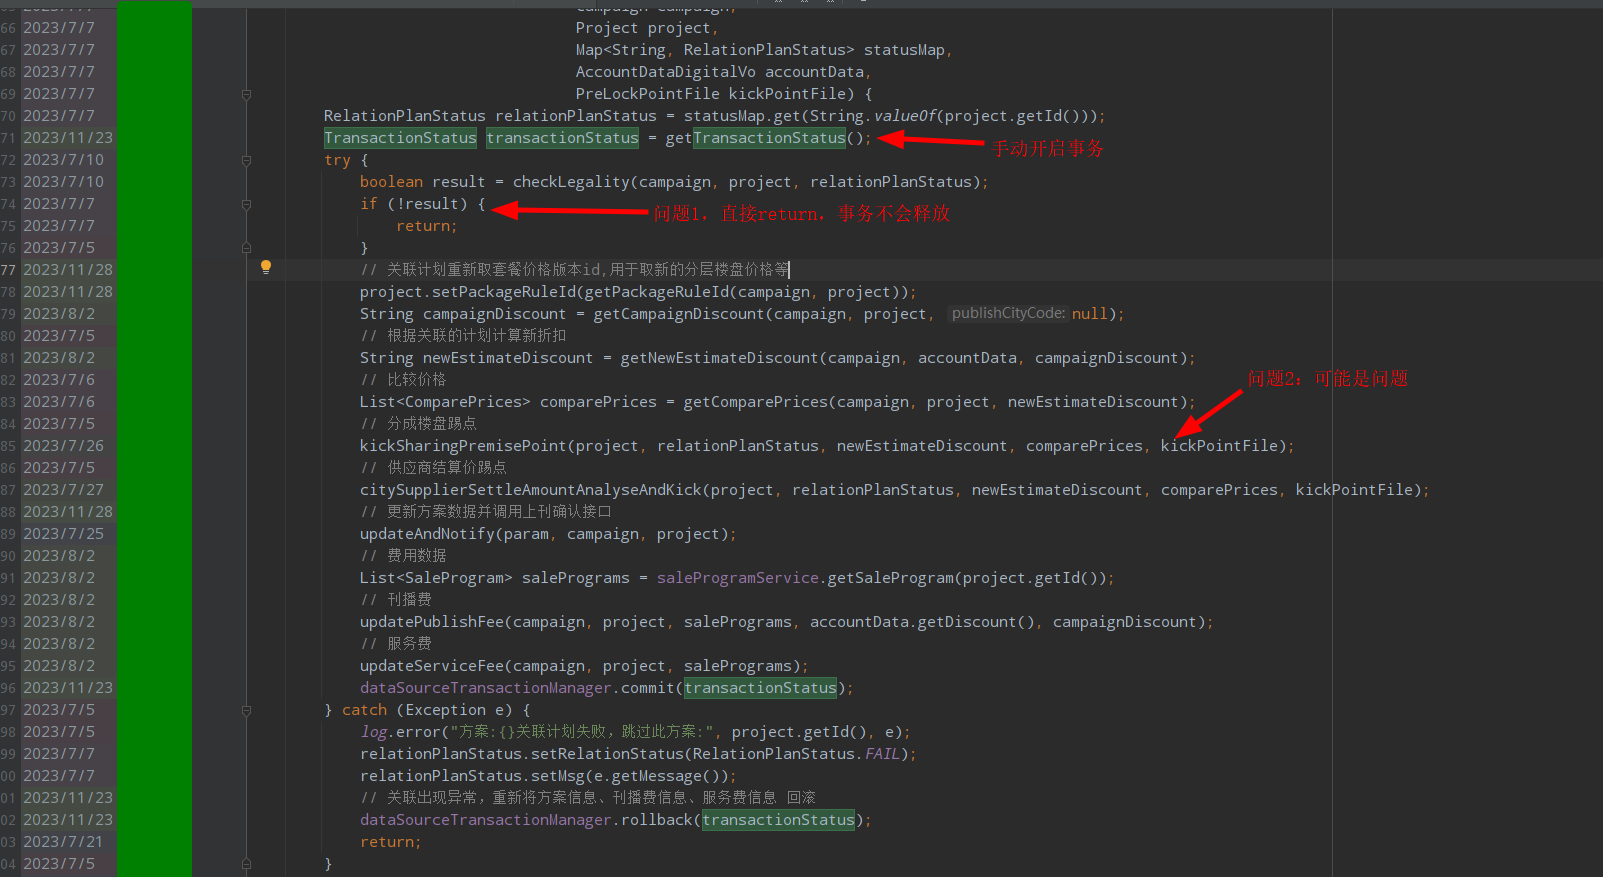 Campaign campaign,
66 2023/7/7 Project project,
67 2023/7/7 Map<String, RelationPlanStatus> statusMap,
68 2023/7/7 AccountDataDigitalVo accountData,
69 2023/7/7 PreLockPointFile kickPointFile) {
70 2023/7/7 RelationPlanStatus relationPlanStatus = statusMap.get(String.valueOf(project.getId()));
71 2023/11/23 TransactionStatus transactionStatus = getTransactionStatus();
手动开启事务
72 2023/7/10 try {
73 2023/7/10 boolean result = checkLegality(campaign, project, relationPlanStatus);
74 2023/7/7 if (!result) {
问题1，直接return，事务不会释放
75 2023/7/7 return;
76 2023/7/5 }
77 2023/11/28 // 关联计划重新取套餐价格版本id,用于取新的分层楼盘价格等
78 2023/11/28 project.setPackageRuleId(getPackageRuleId(campaign, project));
79 2023/8/2 String campaignDiscount = getCampaignDiscount(campaign, project, publishCityCode: null);
80 2023/7/5 // 根据关联的计划计算新折扣
81 2023/8/2 String newEstimateDiscount = getNewEstimateDiscount(campaign, accountData, campaignDiscount);
82 2023/7/6 // 比较价格
问题2：可能是问题
83 2023/7/6 List<ComparePrices> comparePrices = getComparePrices(campaign, project, newEstimateDiscount);
84 2023/7/5 // 分成楼盘踢点
85 2023/7/26 kickSharingPremisePoint(project, relationPlanStatus, newEstimateDiscount, comparePrices, kickPointFile);
86 2023/7/5 // 供应商结算价踢点
87 2023/7/27 citySupplierSettleAmountAnalyseAndKick(project, relationPlanStatus, newEstimateDiscount, comparePrices, kickPointFile);
88 2023/11/28 // 更新方案数据并调用上刊确认接口
89 2023/7/25 updateAndNotify(param, campaign, project);
90 2023/8/2 // 费用数据
91 2023/8/2 List<SaleProgram> salePrograms = saleProgramService.getSaleProgram(project.getId());
92 2023/8/2 // 刊播费
93 2023/8/2 updatePublishFee(campaign, project, salePrograms, accountData.getDiscount(), campaignDiscount);
94 2023/8/2 // 服务费
95 2023/8/2 updateServiceFee(campaign, project, salePrograms);
96 2023/11/23 dataSourceTransactionManager.commit(transactionStatus);
97 2023/7/5 } catch (Exception e) {
98 2023/7/5 log.error("方案:{}关联计划失败，跳过此方案:", project.getId(), e);
99 2023/7/7 relationPlanStatus.setRelationStatus(RelationPlanStatus.FAIL);
00 2023/7/7 relationPlanStatus.setMsg(e.getMessage());
01 2023/11/23 // 关联出现异常，重新将方案信息、刊播费信息、服务费信息 回滚
02 2023/11/23 dataSourceTransactionManager.rollback(transactionStatus);
03 2023/7/21 return;
04 2023/7/5 }